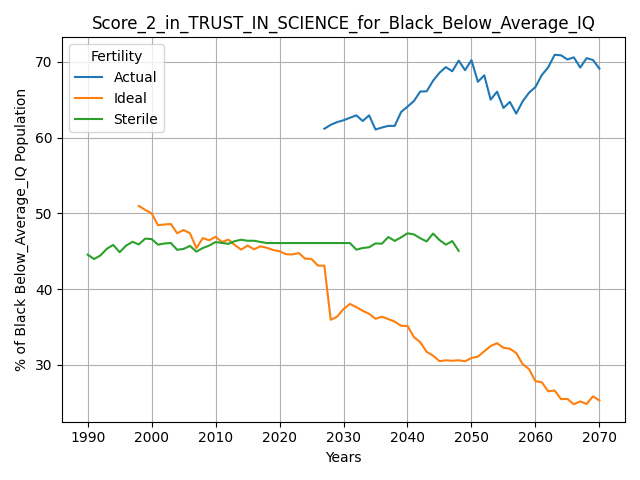 Score_2_in_TRUST_IN_SCIENCE_for_Black_Below_Average_IQ
Fertility
Actual
Ideal
Sterile
% of Black Below_Average_IQ Population
70
60
50
40
30
1990 2000 2010 2020 2030 2040 2050 2060 2070
Years